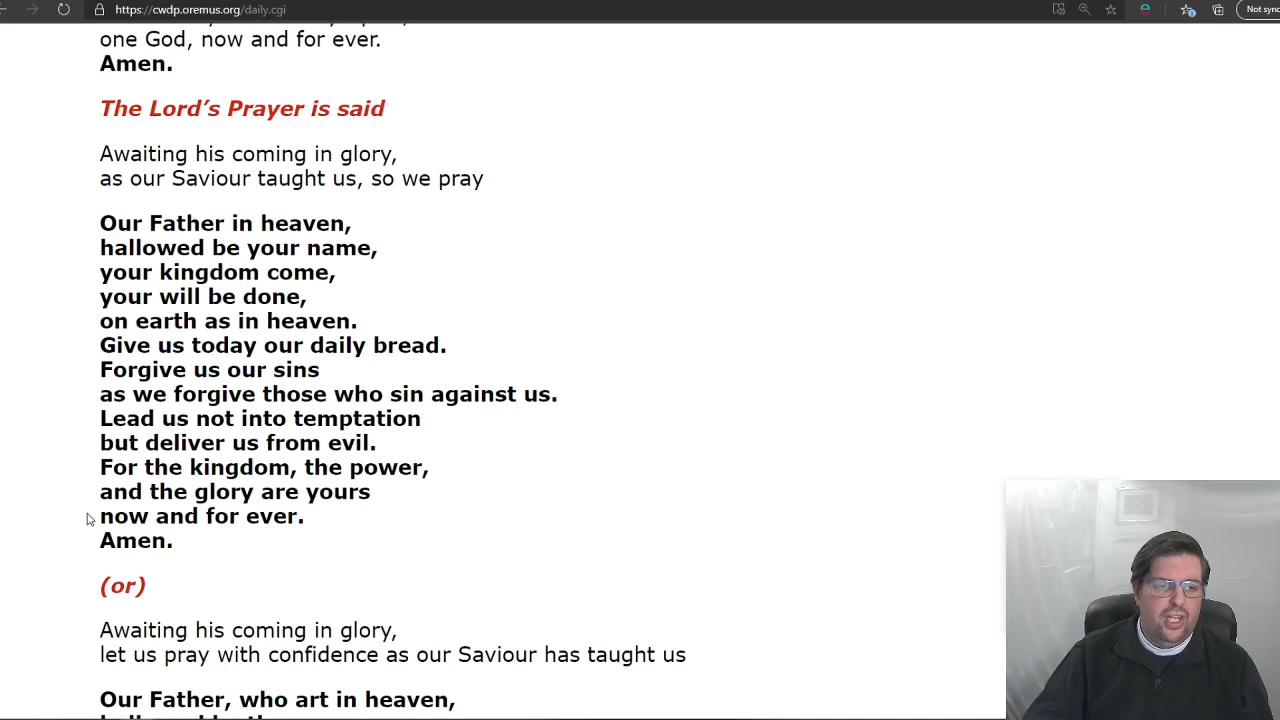 https://cwdp.oremus.org/daily.cgi
Not sync
one God, now and for ever.
Amen.
The Lord's Prayer is said
Awaiting his coming in glory,
as our Saviour taught us, so we pray
Our Father in heaven,
hallowed be your name,
your kingdom come,
your will be done,
on earth as in heaven.
Give us today our daily bread.
Forgive us our sins
as we forgive those who sin against us.
Lead us not into temptation
but deliver us from evil.
For the kingdom, the power,
and the glory are yours
now and for ever.
Amen.
(or)
Awaiting his coming in glory,
let us pray with confidence as our Saviour has taught us
Our Father, who art in heaven,